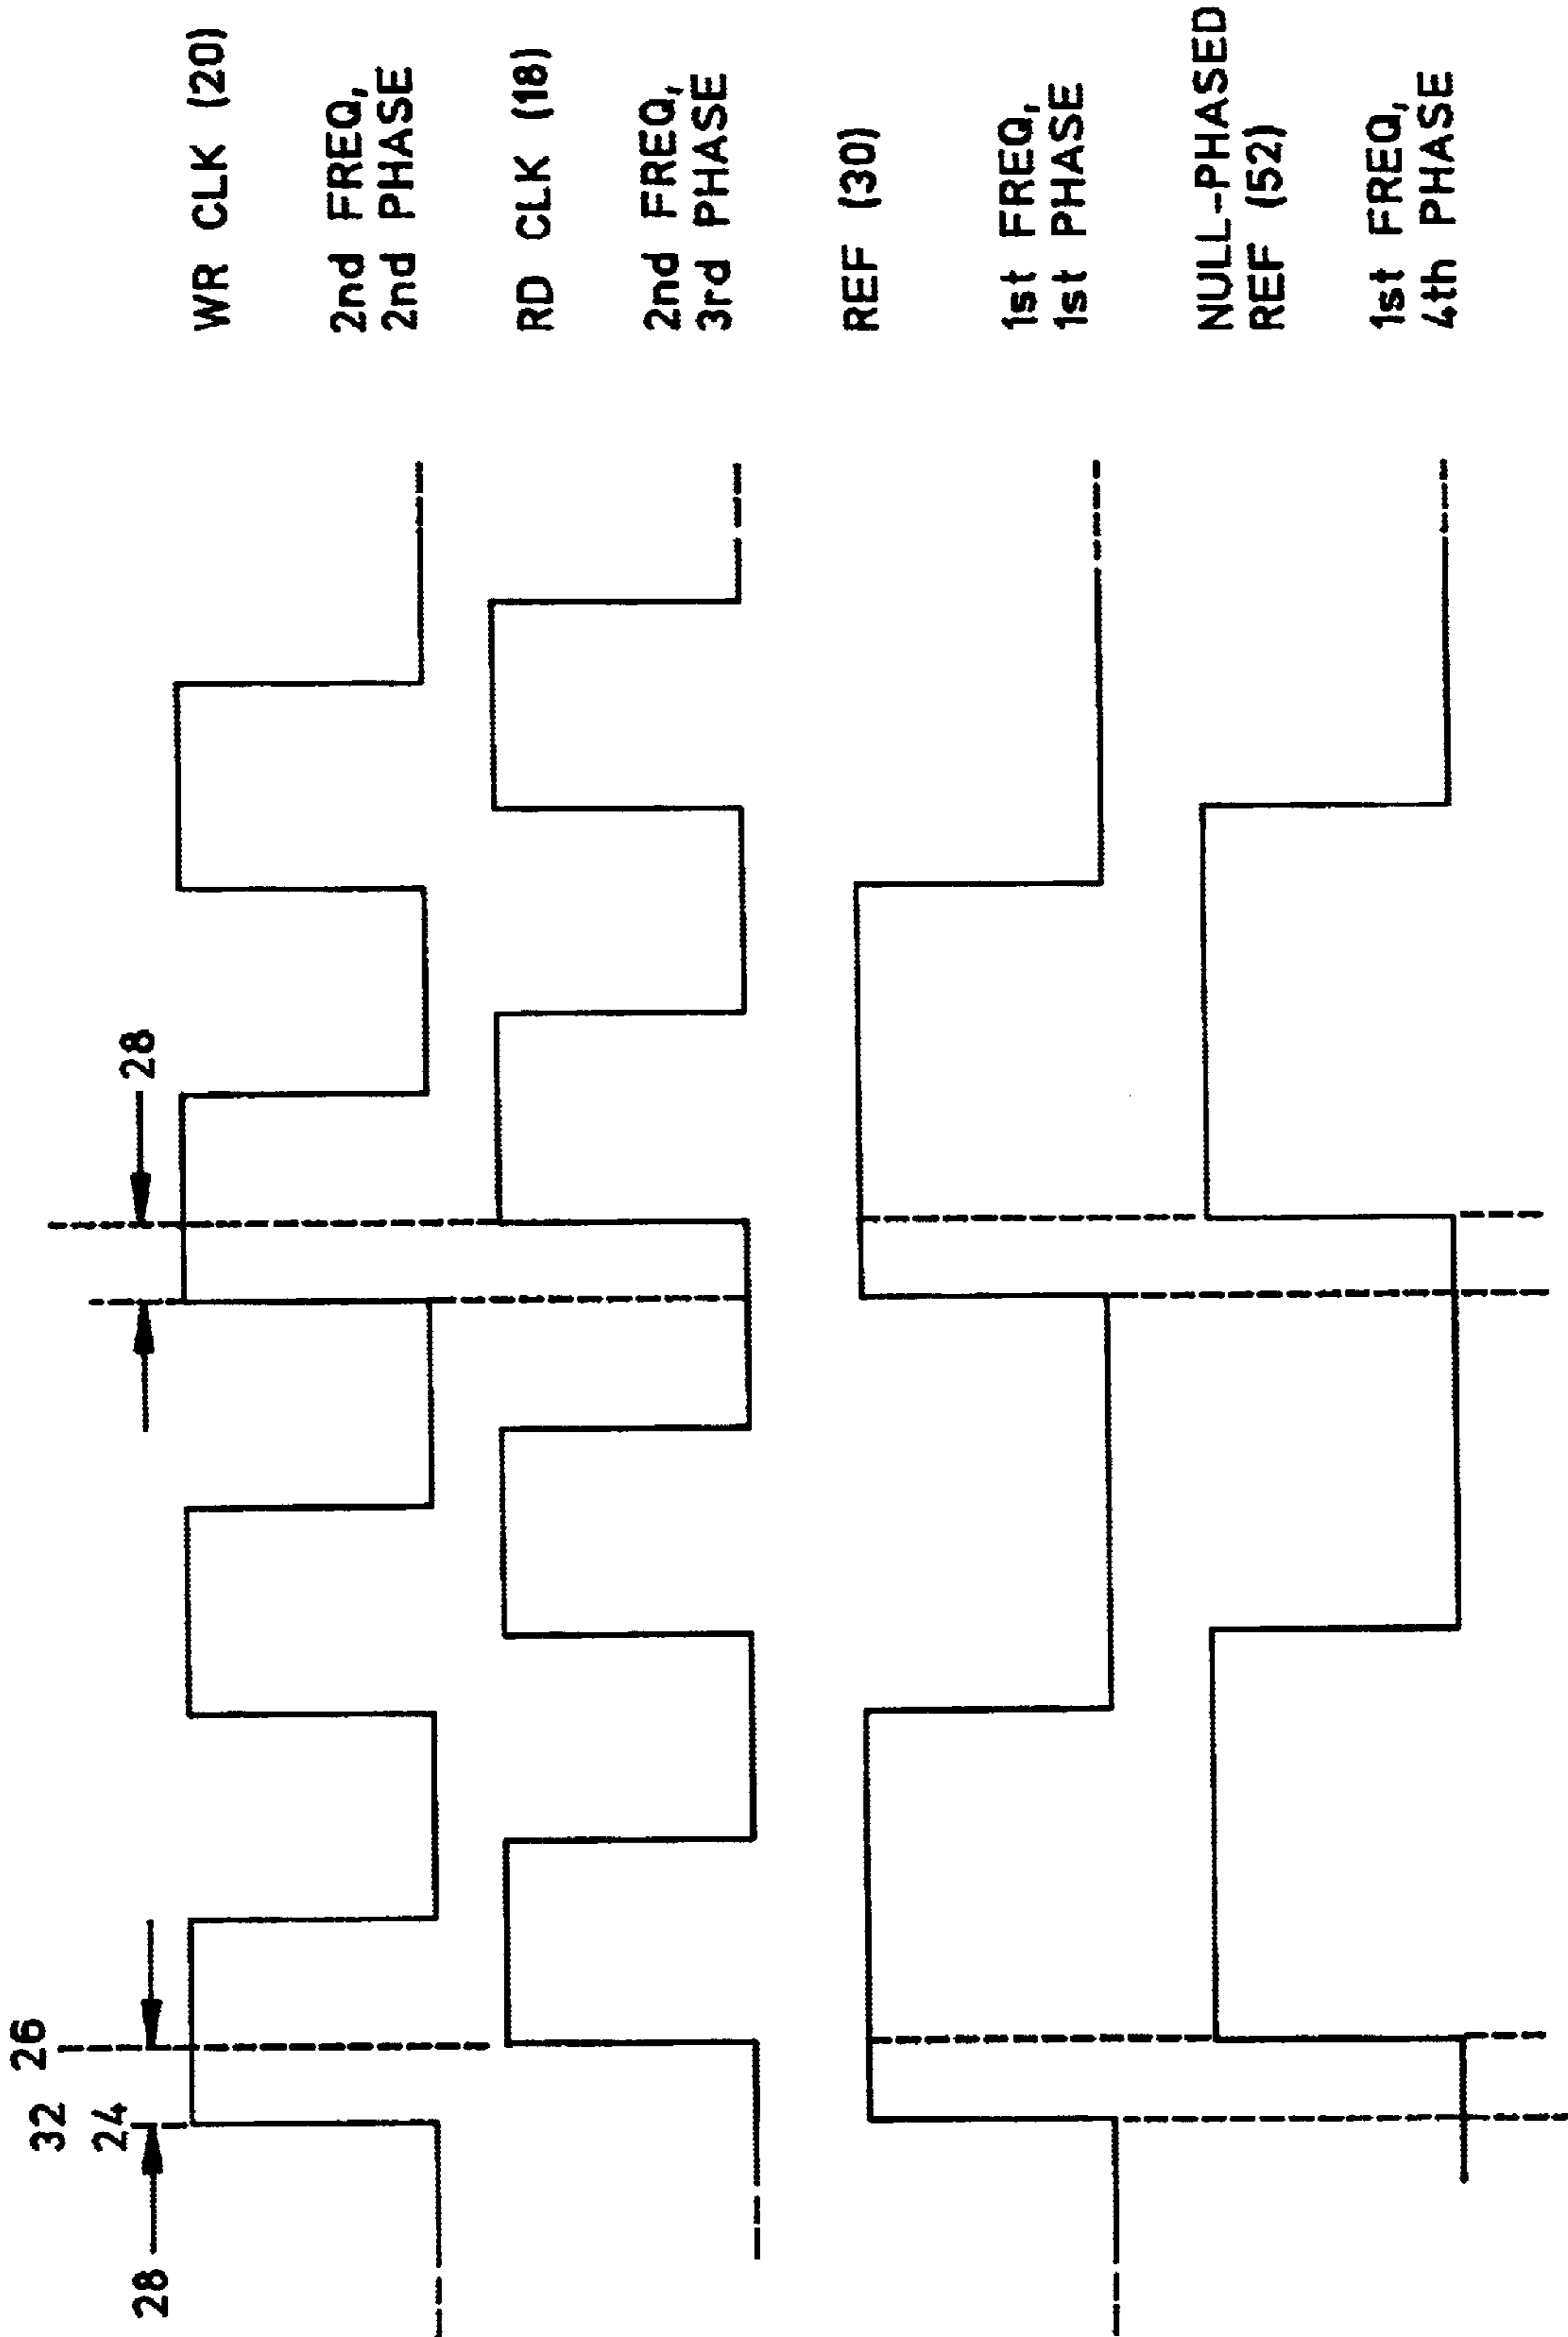 28
32
24
26
28
WR CLK (20)
2nd FREQ,
2nd PHASE
RD CLK (18)
2nd FREQ,
3rd PHASE
REF (30)
1st FREQ,
1st PHASE
NULL-PHASED
REF (52)
1st FREQ,
4th PHASE